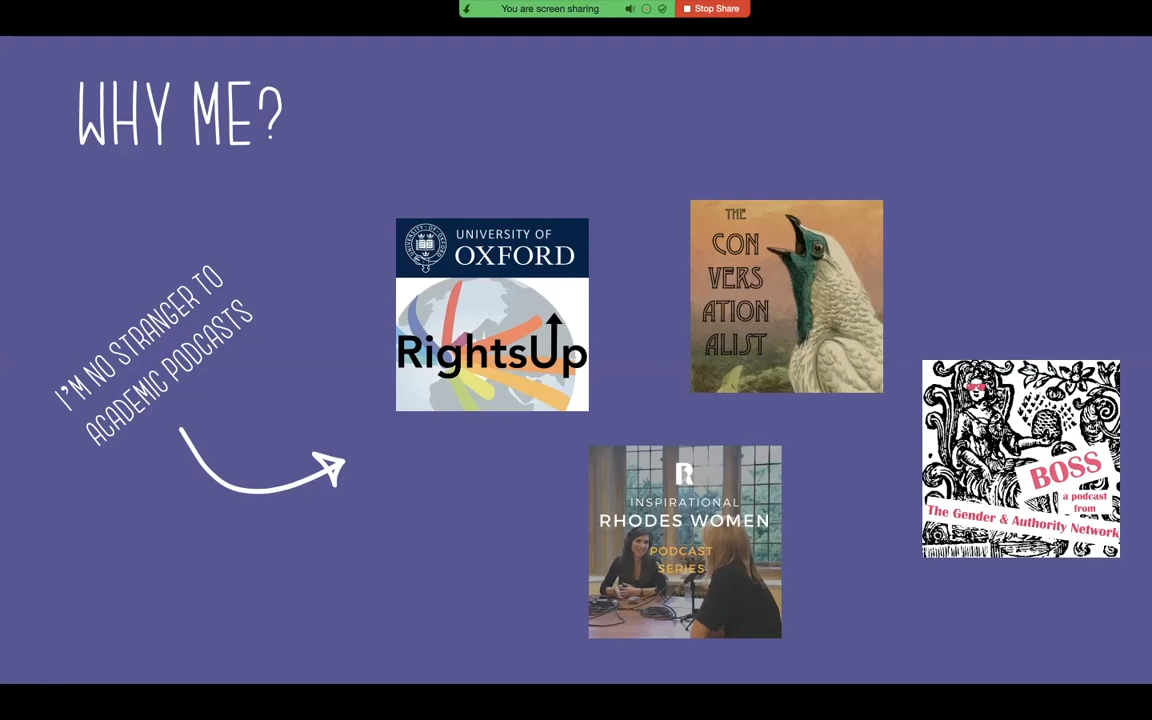 You are screen sharing
Stop Share
WHY ME?
I'M NO STRANGER TO
ACADEMIC PODCASTS
UNIVERSITY OF
OXFORD
RightsUp
THE
CON
VERS
ATION
ALIST
R
INSPIRATIONAL
RHODES WOMEN
PODCAST
SERIES
BOSS
a podcast
from
The Gender & Authority Network